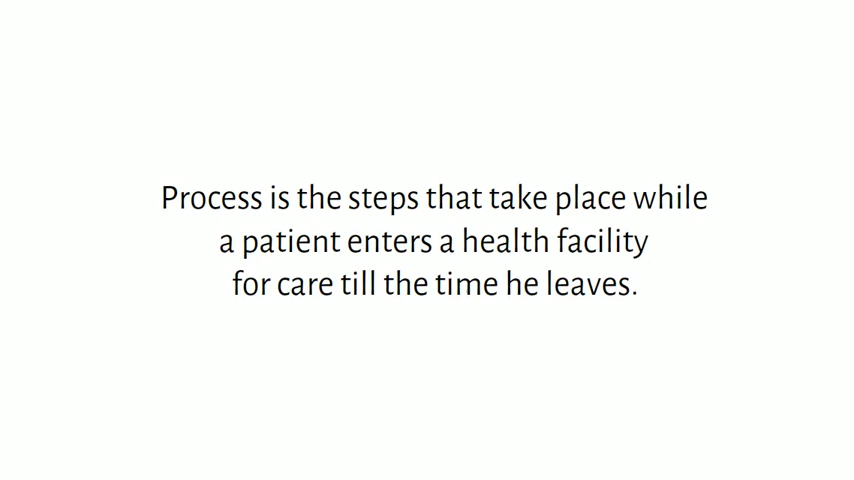 Process is the steps that take place while
a patient enters a health facility
for care till the time he leaves.